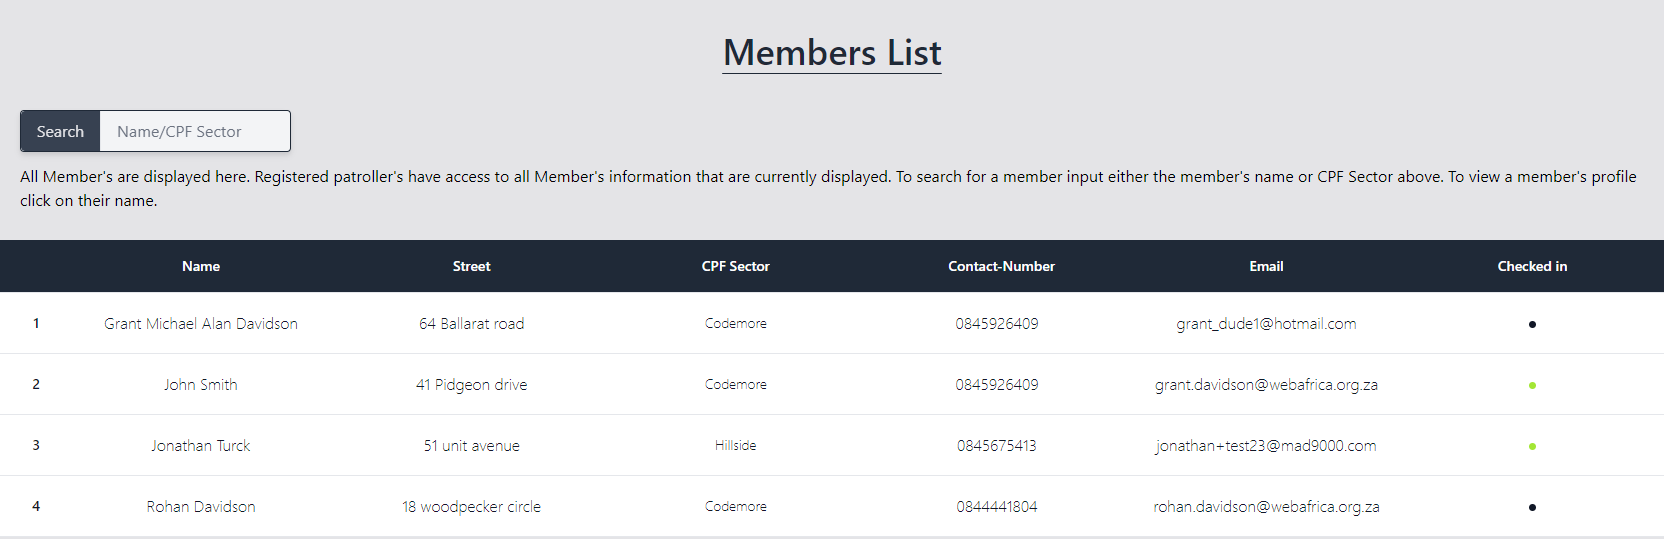 Members List
Search Name/CPF Sector
All Member's are displayed here. Registered patroller's have access to all Member's information that are currently displayed. To search for a member input either the member's name or CPF Sector above. To view a member's profile
click on their name.
Name Street CPF Sector Contact-Number Email Checked in
1 Grant Michael Alan Davidson 64 Ballarat road Codemore 0845926409 grant_dude1@hotmail.com
2 John Smith 41 Pidgeon drive Codemore 0845926409 grant.davidson@webafrica.org.za
3 Jonathan Turck 51 unit avenue Hillside 0845675413 jonathan+test23@mad9000.com
4 Rohan Davidson 18 woodpecker circle Codemore 0844441804 rohan.davidson@webafrica.org.za